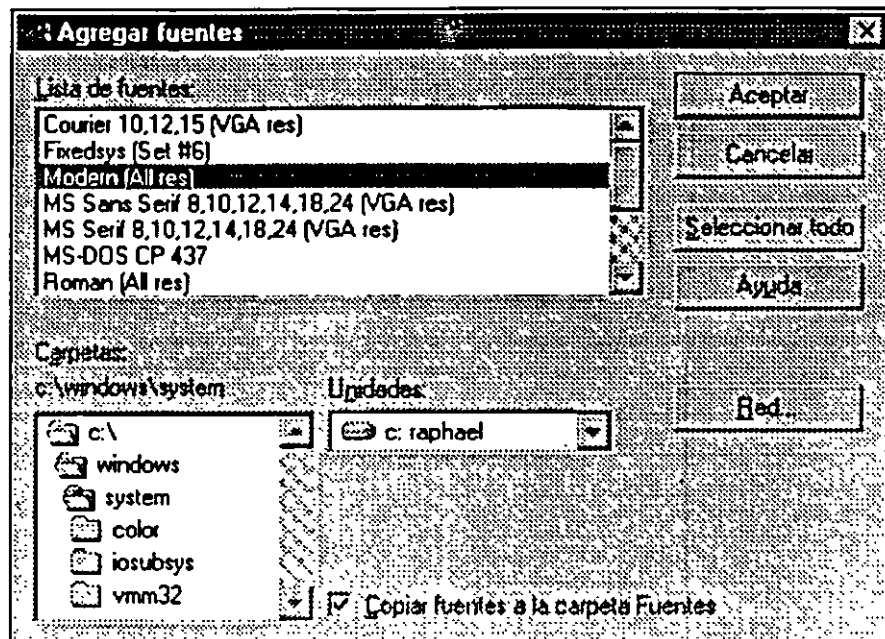 Agregar fuentes
Lista de fuentes:
Courier 10,12,15 (VGA res)
Fixedsys (Set #6)
Modern (All res)
MS Sans Serif 8,10,12,14,18,24 (VGA res)
MS Serif 8,10,12,14,18,24 (VGA res)
MS-DOS CP 437
Roman (All res)
Aceptar
Cancelar
Seleccionar todo
Ayuda
Carpetas:
c:\windows\system
c:\
windows
system
color
iosubsys
vmm32
Unidades:
c: raphael
Red...
Copiar fuentes a la carpeta Fuentes